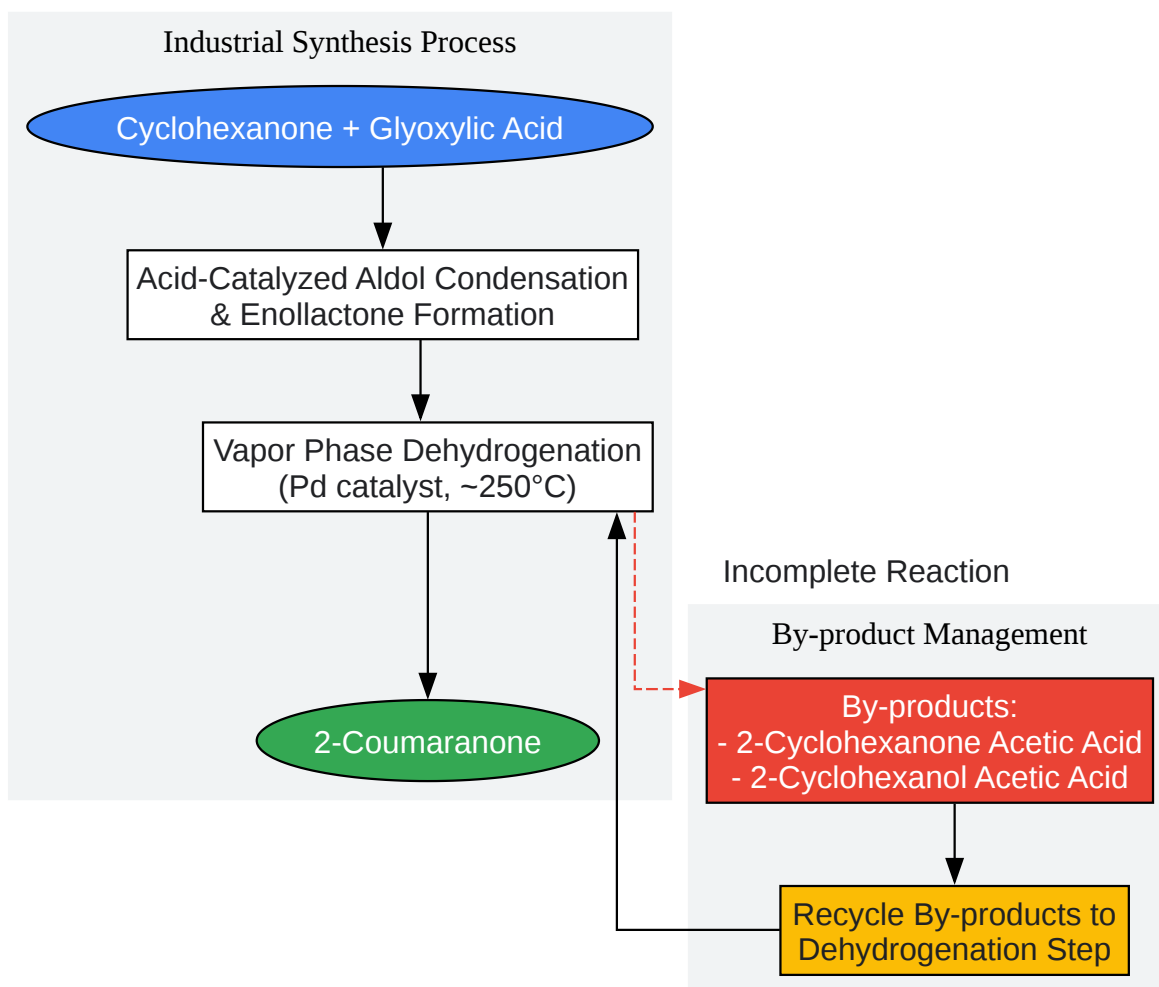 Industrial Synthesis Process
Cyclohexanone + Glyoxylic Acid
Acid-Catalyzed Aldol Condensation
& Enollactone Formation
Vapor Phase Dehydrogenation
(Pd catalyst, ~250°C)
Incomplete Reaction
By-product Management
By-products:
- 2-Cyclohexanone Acetic Acid
- 2-Cyclohexanol Acetic Acid
2-Coumaranone
Recycle By-products to
Dehydrogenation Step